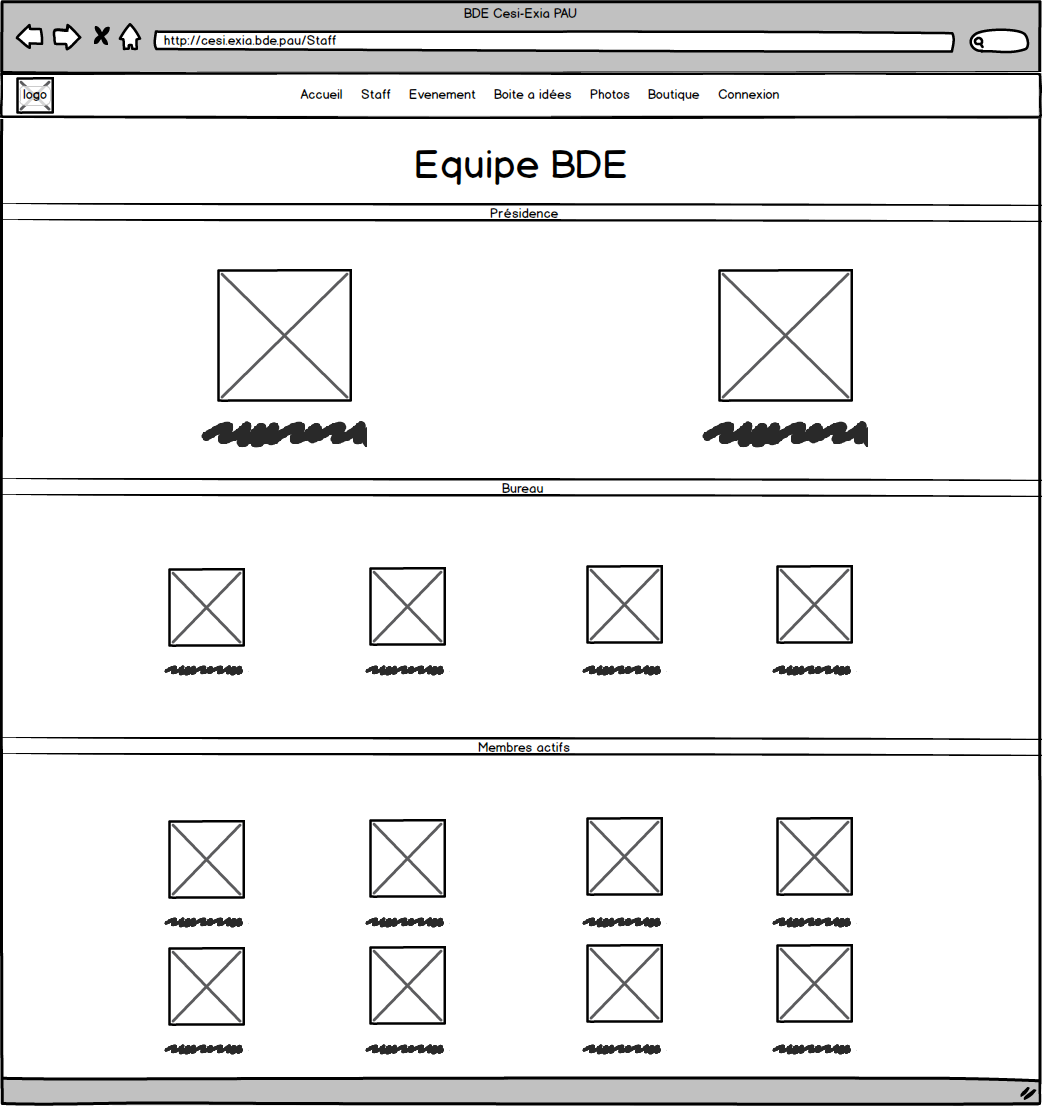 BDE Cesi-Exia PAU
http://cesi.exia.bde.pau/Staff
logo Accueil Staff Evenement Boite a idées Photos Boutique Connexion
Equipe BDE
Présidence
Bureau
Membres actifs